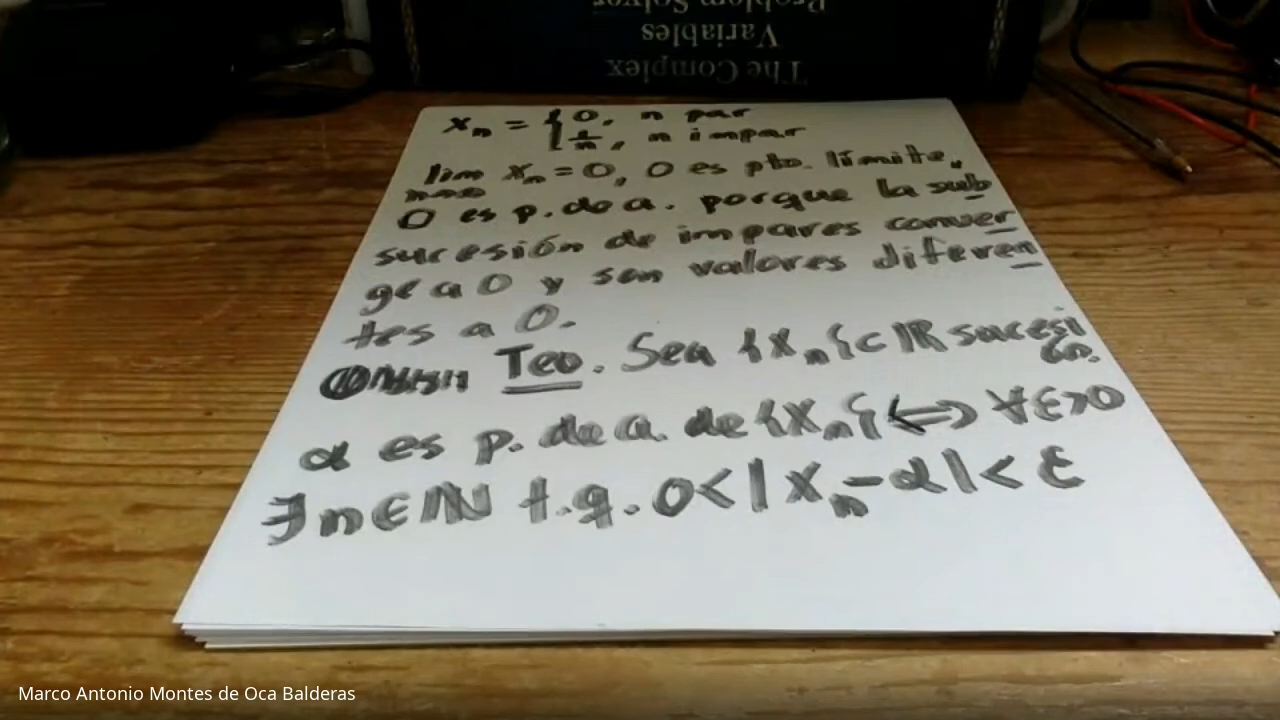 The Complex
Variables
Problem Solver
xₙ = { 0, n par
1/n, n impar
lim xₙ = 0, 0 es pto. límite,
n→∞
0 es p. de a. porque la sub
sucesión de impares conver
ge a 0 y son valores diferen
tes a 0.
Teo. Sea {xₙ} ⊂ ℝ sucesi
ón.
α es p. de a. de {xₙ} ⟺ ∀ε>0
∃n∈ℕ t.q. 0<|xₙ-α|<ε
Marco Antonio Montes de Oca Balderas